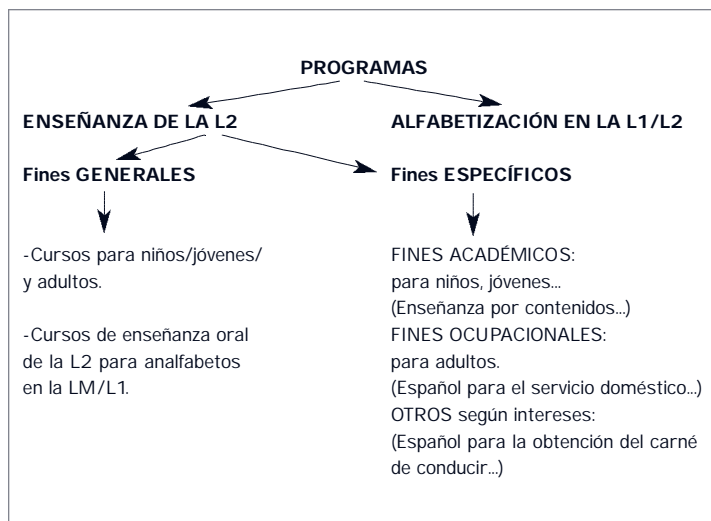 PROGRAMAS
ENSEÑANZA DE LA L2
ALFABETIZACIÓN EN LA L1/L2
Fines GENERALES
Fines ESPECÍFICOS
-Cursos para niños/jóvenes/
y adultos.
-Cursos de enseñanza oral
de la L2 para analfabetos
en la LM/L1.
FINES ACADÉMICOS:
para niños, jóvenes...
(Enseñanza por contenidos...)
FINES OCUPACIONALES:
para adultos.
(Español para el servicio doméstico...)
OTROS según intereses:
(Español para la obtención del carné
de conducir...)